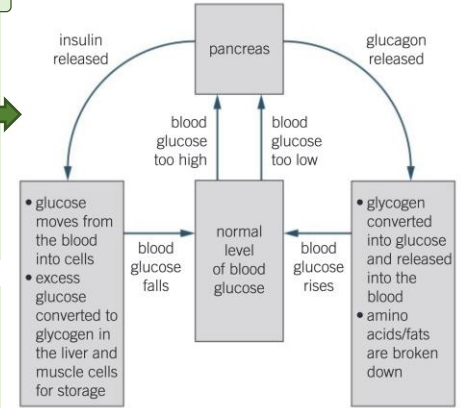 insulin
released
pancreas
glucagon
released
blood
glucose
too high
blood
glucose
too low
• glucose
moves from
the blood
into cells
• excess
glucose
converted to
glycogen in
the liver and
muscle cells
for storage
blood
glucose
falls
normal
level
of blood
glucose
blood
glucose
rises
• glycogen
converted
into glucose
and released
into the
blood
• amino
acids/fats
are broken
down